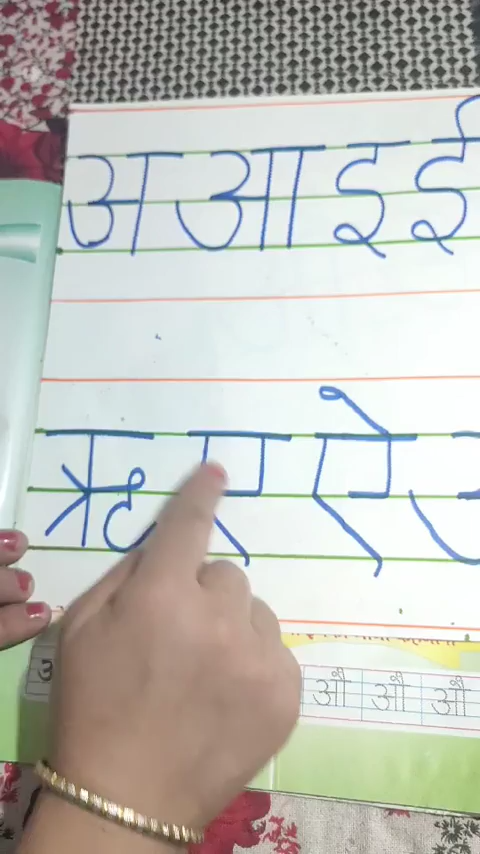 अ आ इ ई
ऋ ए ऐ
औ औ औ